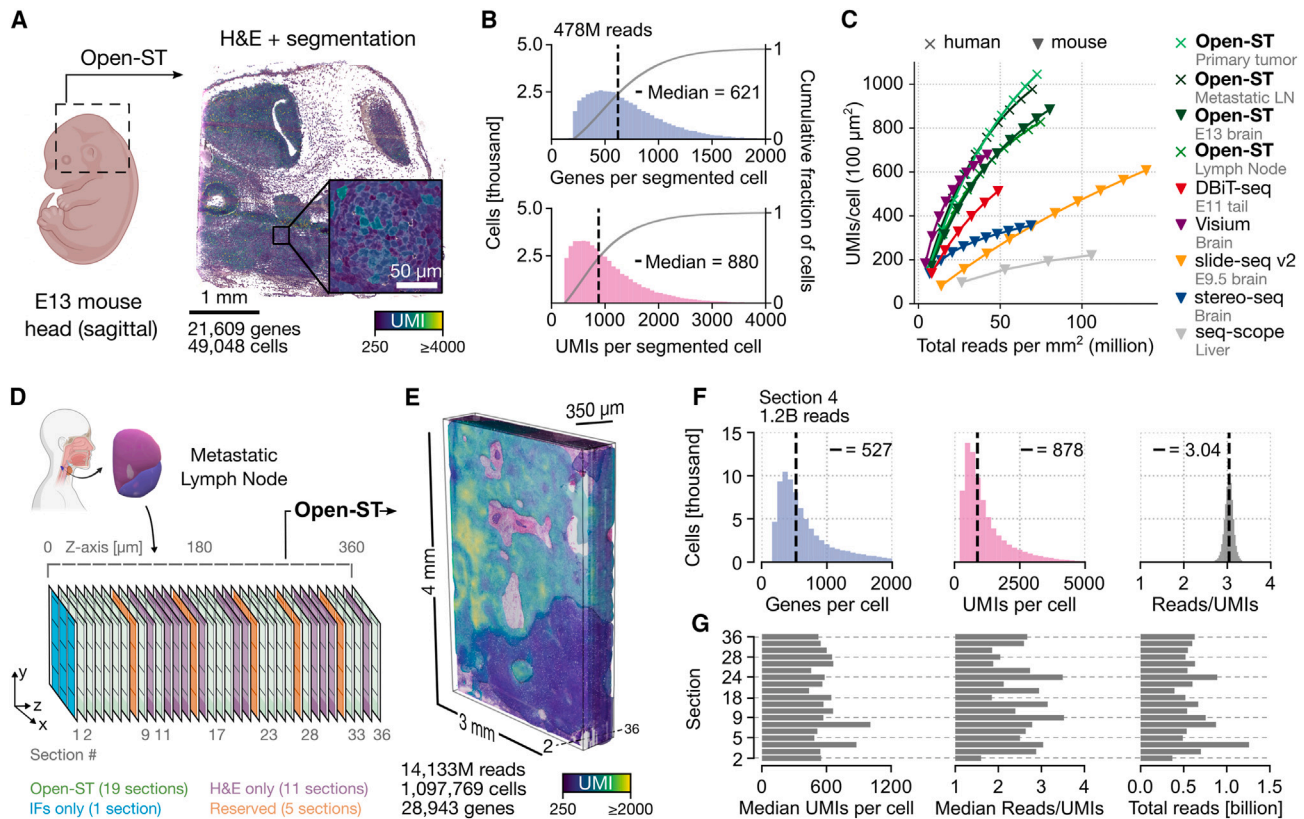 A
Open-ST
H&E + segmentation
E13 mouse
head (sagittal)
1 mm
21,609 genes
49,048 cells
50 µm
UMI
250
≥4000
B
478M reads
5.0
2.5
Median = 621
1
0
0
500
1000
1500
2000
Genes per segmented cell
Cells [thousand]
Cumulative fraction of cells
5.0
2.5
Median = 880
1
0
0
1000
2000
3000
4000
UMIs per segmented cell
C
human
mouse
UMIs/cell (100 µm²)
1000
800
600
400
200
0
0
50
100
Total reads per mm² (million)
Open-ST
Primary tumor
Open-ST
Metastatic LN
Open-ST
E13 brain
Open-ST
Lymph Node
DBiT-seq
E11 tail
Visium
Brain
slide-seq v2
E9.5 brain
stereo-seq
Brain
seq-scope
Liver
D
Metastatic
Lymph Node
Open-ST
0
Z-axis [µm]
180
360
y
z
x
1 2
9 11
17
23
28
33 36
Section #
Open-ST (19 sections)
H&E only (11 sections)
IFs only (1 section)
Reserved (5 sections)
E
350 µm
4 mm
3 mm
2
36
14,133M reads
1,097,769 cells
28,943 genes
UMI
250
≥2000
F
Section 4
1.2B reads
Cells [thousand]
15
10
5
0
= 527
0
1000
2000
Genes per cell
= 878
0
2500
5000
UMIs per cell
= 3.04
1
2
3
4
Reads/UMIs
G
Section
36
28
24
18
9
5
2
0
600
1200
Median UMIs per cell
1
2
3
4
Median Reads/UMIs
0
0.5
1.0
1.5
Total reads [billion]